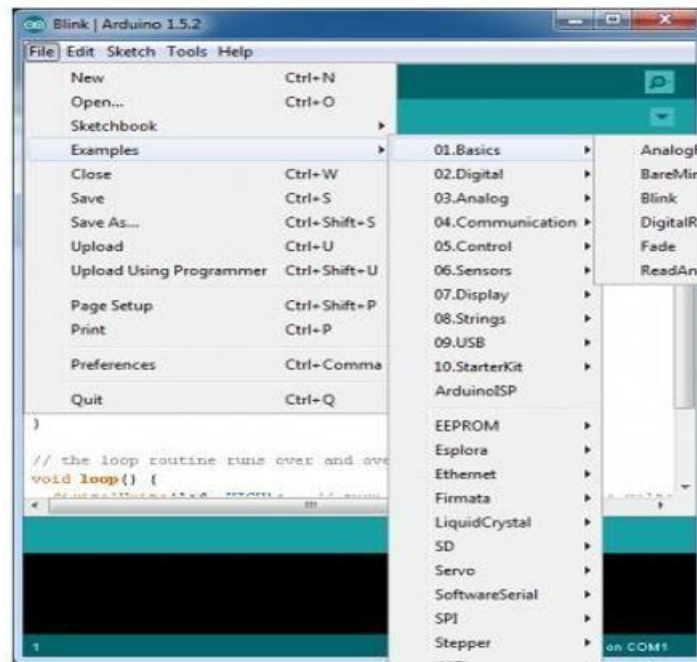 Blink | Arduino 1.5.2
File Edit Sketch Tools Help
New Ctrl+N
Open... Ctrl+O
Sketchbook
Examples
Close Ctrl+W
Save Ctrl+S
Save As... Ctrl+Shift+S
Upload Ctrl+U
Upload Using Programmer Ctrl+Shift+U
Page Setup Ctrl+Shift+P
Print Ctrl+P
Preferences Ctrl+Comma
Quit Ctrl+Q
01.Basics
02.Digital
03.Analog
04.Communication
05.Control
06.Sensors
07.Display
08.Strings
09.USB
10.StarterKit
ArduinoISP
EEPROM
Esplora
Ethernet
Firmata
LiquidCrystal
SD
Servo
SoftwareSerial
SPI
Stepper
BareMin
Blink
DigitalR
Fade
ReadAn
}
// the loop routine runs over and ove
void loop() {
1
on COM1